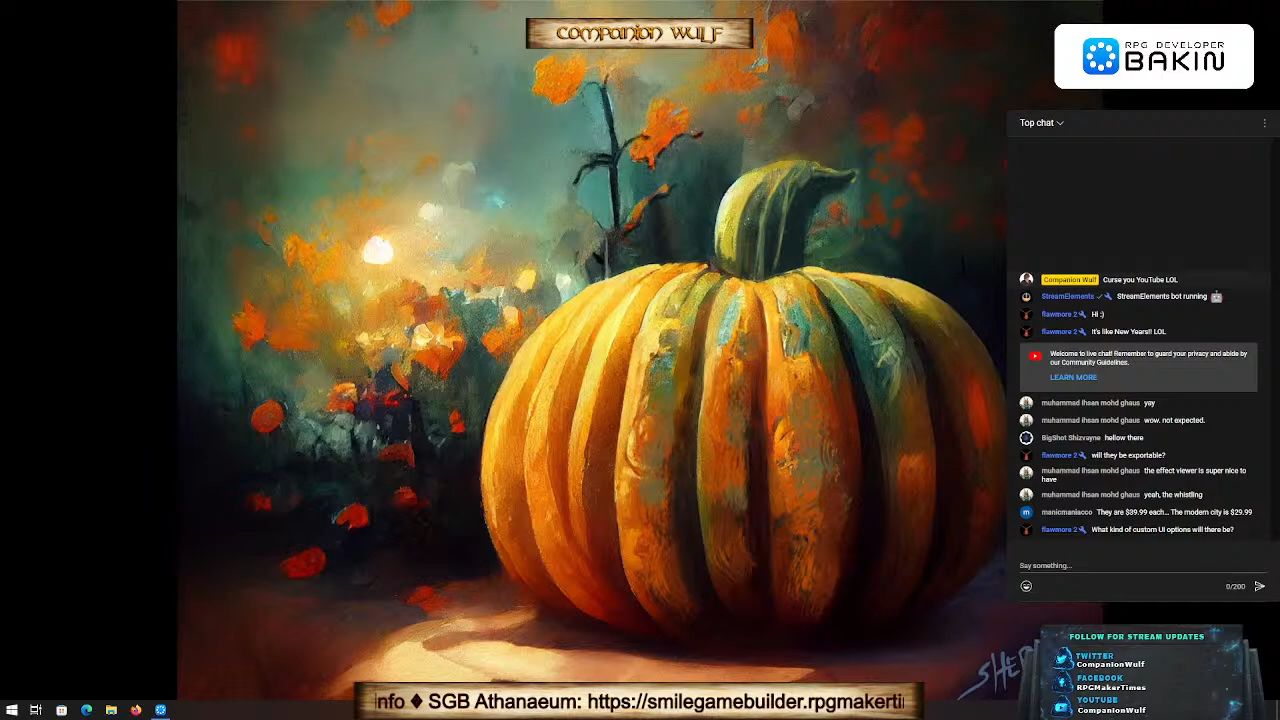 COMPANION WULF
RPG DEVELOPER
BAKIN
Top chat
Companion Wulf Curse you YouTube LOL
StreamElements StreamElements bot running
flawmore 2 Hi :)
flawmore 2 It's like New Years!! LOL
Welcome to live chat! Remember to guard your privacy and abide by
our Community Guidelines.
LEARN MORE
muhammad ihsan mohd ghaus yay
muhammad ihsan mohd ghaus wow. not expected.
BigShot Shizvayne hellow there
flawmore 2 will they be exportable?
muhammad ihsan mohd ghaus the effect viewer is super nice to
have
muhammad ihsan mohd ghaus yeah, the whistling
m manicmaniacco They are $39.99 each... The modern city is $29.99
flawmore 2 What kind of custom UI options will there be?
Say something...
0/200
FOLLOW FOR STREAM UPDATES
TWITTER
CompanionWulf
FACEBOOK
RPGMakerTimes
YOUTUBE
CompanionWulf
info ♦ SGB Athanaeum: https://smilegamebuilder.rpgmakerti